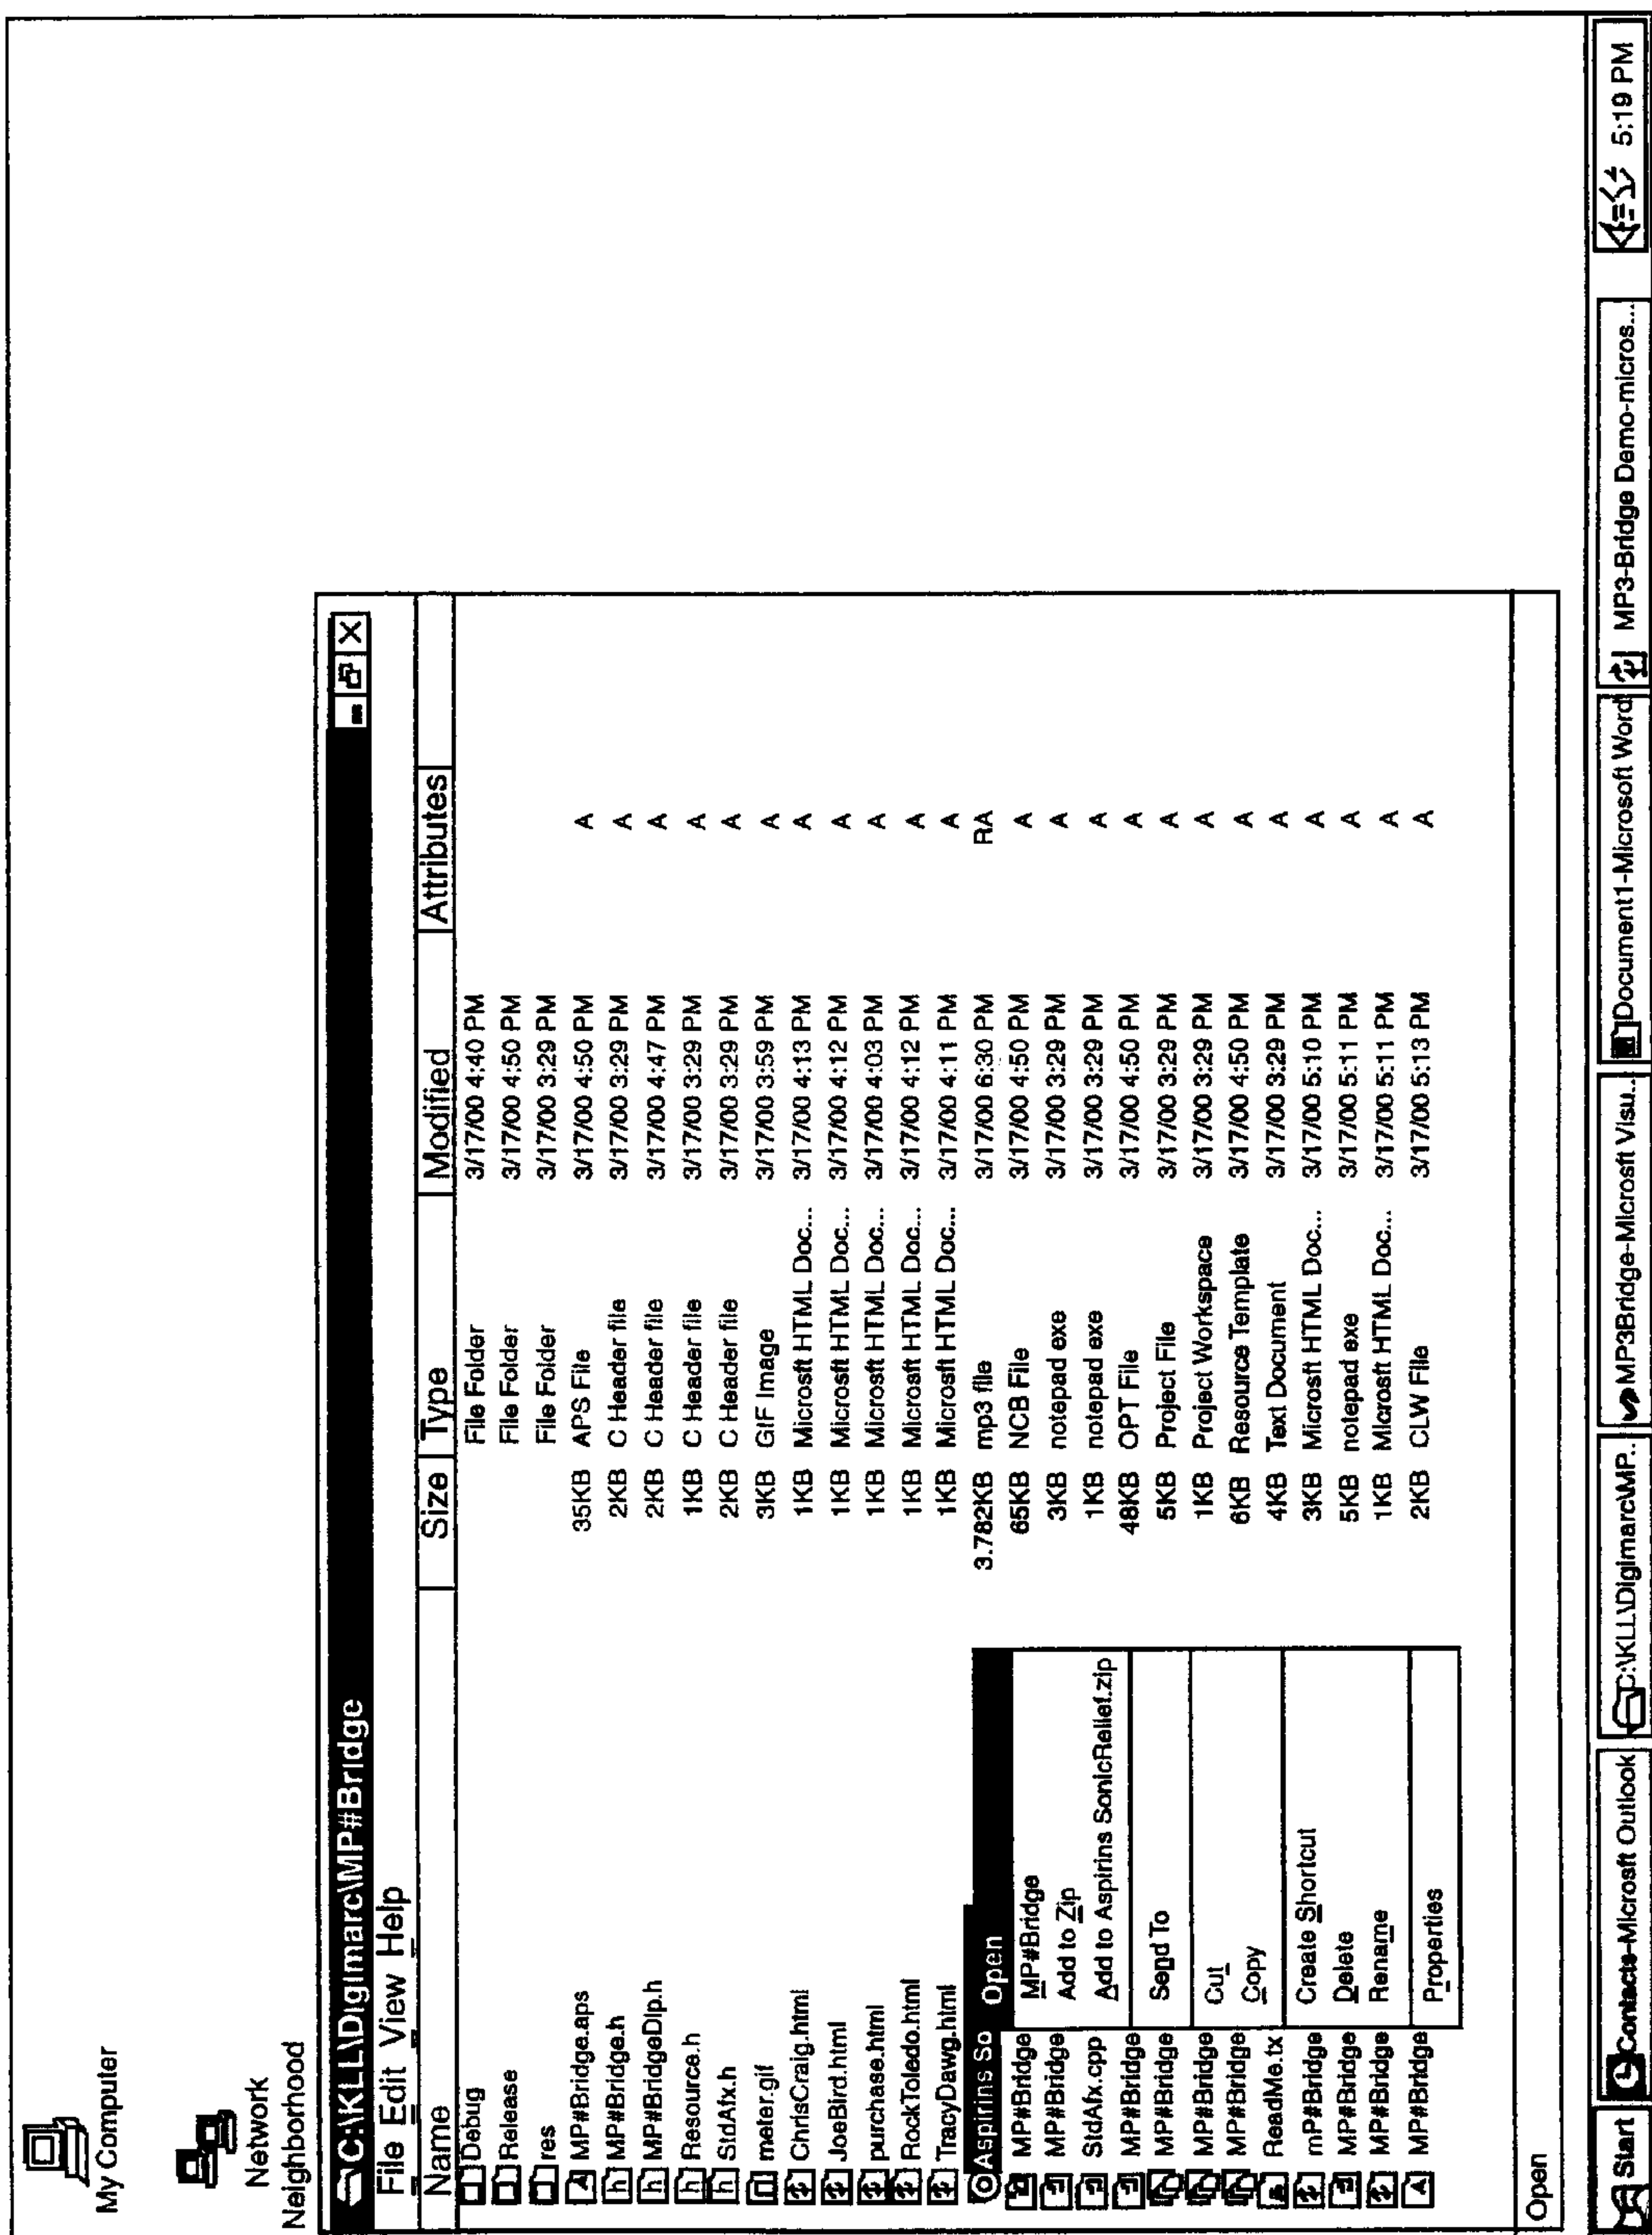 My Computer
Network
Neighborhood
C:\KLL\Digimarc\MP#Bridge
File Edit View Help
Name Size Type Modified Attributes
Debug File Folder 3/17/00 4:40 PM
Release File Folder 3/17/00 4:50 PM
res File Folder 3/17/00 3:29 PM
MP#Bridge.aps 35KB APS File 3/17/00 4:50 PM A
MP#Bridge.h 2KB C Header file 3/17/00 3:29 PM A
MP#BridgeDlp.h 2KB C Header file 3/17/00 4:47 PM A
Resource.h 1KB C Header file 3/17/00 3:29 PM A
StdAfx.h 2KB C Header file 3/17/00 3:29 PM A
meter.gif 3KB GIF Image 3/17/00 3:59 PM A
ChrisCraig.html 1KB Microsft HTML Doc... 3/17/00 4:13 PM A
JoeBird.html 1KB Microsft HTML Doc... 3/17/00 4:12 PM A
purchase.html 1KB Microsft HTML Doc... 3/17/00 4:03 PM A
RockToledo.html 1KB Microsft HTML Doc... 3/17/00 4:12 PM A
TracyDawg.html 1KB Microsft HTML Doc... 3/17/00 4:11 PM A
Aspirins So Open 3.782KB mp3 file 3/17/00 6:30 PM RA
MP#Bridge MP#Bridge 65KB NCB File 3/17/00 4:50 PM A
MP#Bridge Add to Zip 3KB notepad exe 3/17/00 3:29 PM A
StdAfx.cpp Add to Aspirins SonicRelief.zip 1KB notepad exe 3/17/00 3:29 PM A
MP#Bridge 48KB OPT File 3/17/00 4:50 PM A
MP#Bridge Send To 5KB Project File 3/17/00 3:29 PM A
MP#Bridge Cut 1KB Project Workspace 3/17/00 3:29 PM A
MP#Bridge Copy 6KB Resource Template 3/17/00 4:50 PM A
ReadMe.tx 4KB Text Document 3/17/00 3:29 PM A
mP#Bridge Create Shortcut 3KB Microsft HTML Doc... 3/17/00 5:10 PM A
MP#Bridge Delete 5KB notepad exe 3/17/00 5:11 PM A
MP#Bridge Rename 1KB Microsft HTML Doc... 3/17/00 5:11 PM A
MP#Bridge Properties 2KB CLW File 3/17/00 5:13 PM A
Open
Start Contacts-Microsft Outlook C:\KLL\Digimarc\MP.. MP3Bridge-Microsft Visu.. Document1-Microsoft Word MP3-Bridge Demo-micros... 5:19 PM